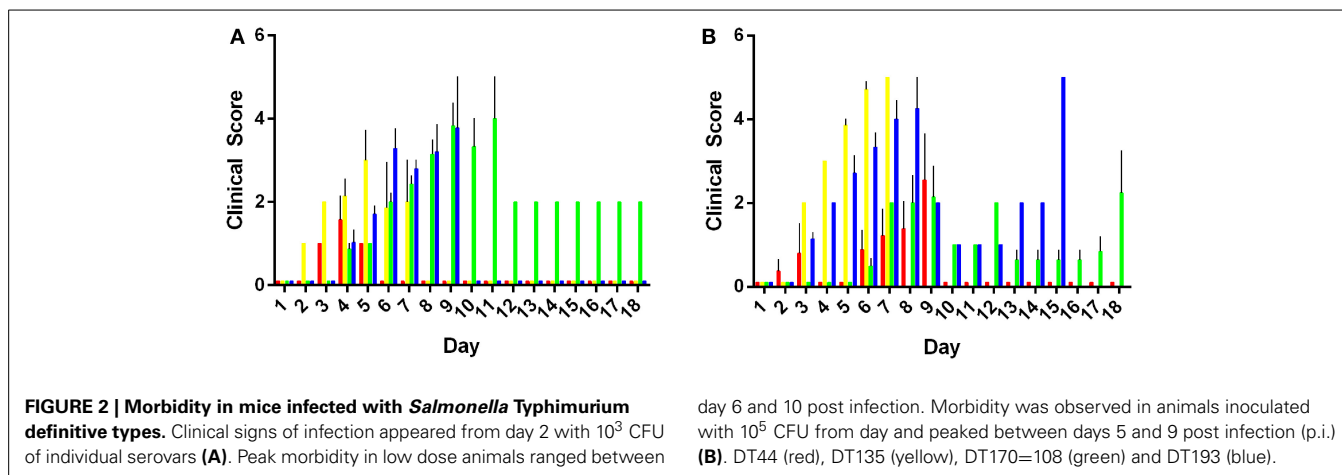 A
B
6
4
2
0
Clinical Score
1 2 3 4 5 6 7 8 9 10 11 12 13 14 15 16 17 18
Day
6
4
2
0
Clinical Score
1 2 3 4 5 6 7 8 9 10 11 12 13 14 15 16 17 18
Day
FIGURE 2 | Morbidity in mice infected with Salmonella Typhimurium
definitive types. Clinical signs of infection appeared from day 2 with 10³ CFU
of individual serovars (A). Peak morbidity in low dose animals ranged between
day 6 and 10 post infection. Morbidity was observed in animals inoculated
with 10⁵ CFU from day and peaked between days 5 and 9 post infection (p.i.)
(B). DT44 (red), DT135 (yellow), DT170=108 (green) and DT193 (blue).